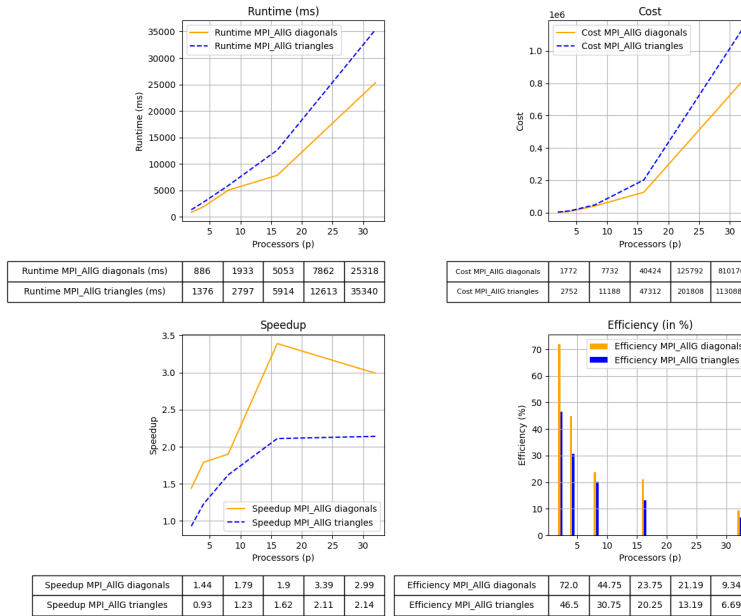 Runtime (ms)
Runtime MPI_AllG diagonals
Runtime MPI_AllG triangles
35000
30000
25000
20000
15000
10000
5000
0
Runtime (ms)
5 10 15 20 25 30
Processors (p)
Runtime MPI_AllG diagonals (ms) 886 1933 5053 7862 25318
Runtime MPI_AllG triangles (ms) 1376 2797 5914 12613 35340
Cost
1e6
Cost MPI_AllG diagonals
Cost MPI_AllG triangles
1.0
0.8
0.6
0.4
0.2
0.0
Cost
5 10 15 20 25 30
Processors (p)
Cost MPI_AllG diagonals 1772 7732 40424 125792 810176
Cost MPI_AllG triangles 2752 11188 47312 201808 113088
Speedup
3.5
3.0
2.5
2.0
1.5
1.0
Speedup
Speedup MPI_AllG diagonals
Speedup MPI_AllG triangles
5 10 15 20 25 30
Processors (p)
Speedup MPI_AllG diagonals 1.44 1.79 1.9 3.39 2.99
Speedup MPI_AllG triangles 0.93 1.23 1.62 2.11 2.14
Efficiency (in %)
Efficiency MPI_AllG diagonals
Efficiency MPI_AllG triangles
70
60
50
40
30
20
10
0
Efficiency (%)
5 10 15 20 25 30
Processors (p)
Efficiency MPI_AllG diagonals 72.0 44.75 23.75 21.19 9.34
Efficiency MPI_AllG triangles 46.5 30.75 20.25 13.19 6.69